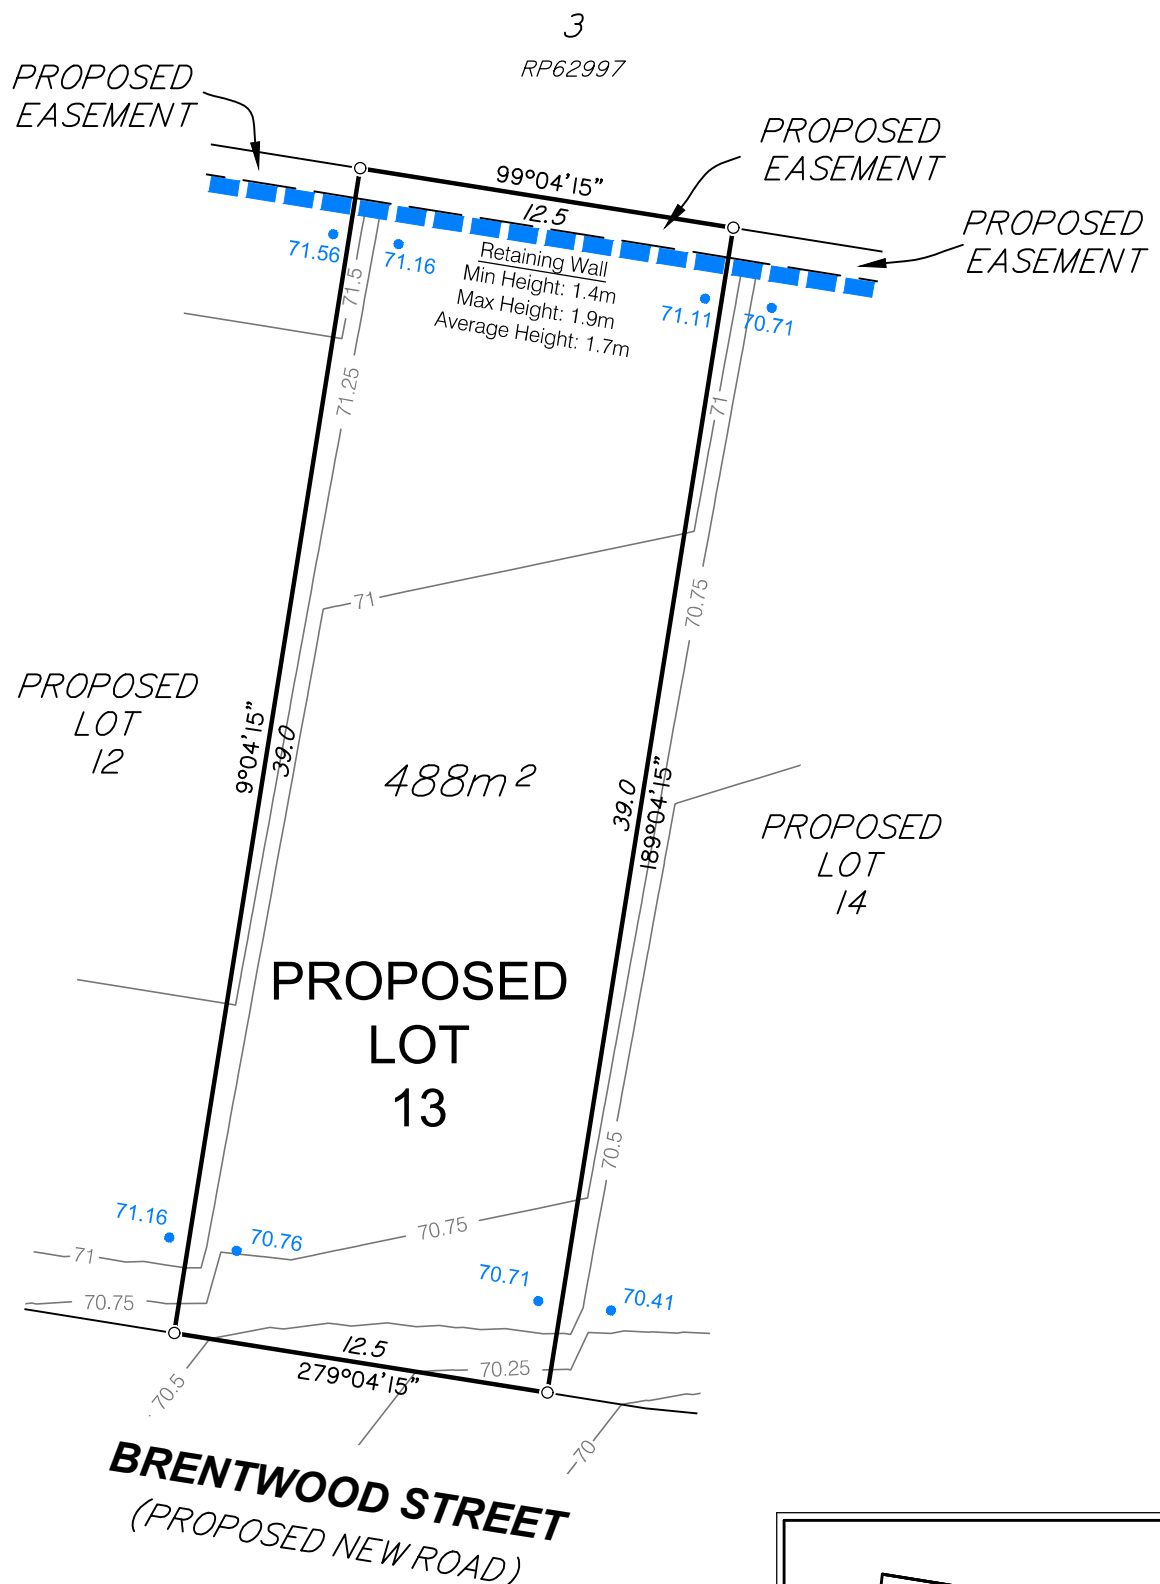 3
RP62997
PROPOSED
EASEMENT
PROPOSED
EASEMENT
PROPOSED
EASEMENT
99°04'15"
12.5
71.56
71.16
71.5
Retaining Wall
Min Height: 1.4m
Max Height: 1.9m
Average Height: 1.7m
71.11
70.71
71.25
71
71
70.75
PROPOSED
LOT
12
9°04'15"
39.0
488m²
39.0
189°04'15"
PROPOSED
LOT
14
PROPOSED
LOT
13
70.5
71.16
70.76
70.75
71
70.71
70.41
70.75
12.5
279°04'15"
70.25
70.5
70
BRENTWOOD STREET
(PROPOSED NEW ROAD)